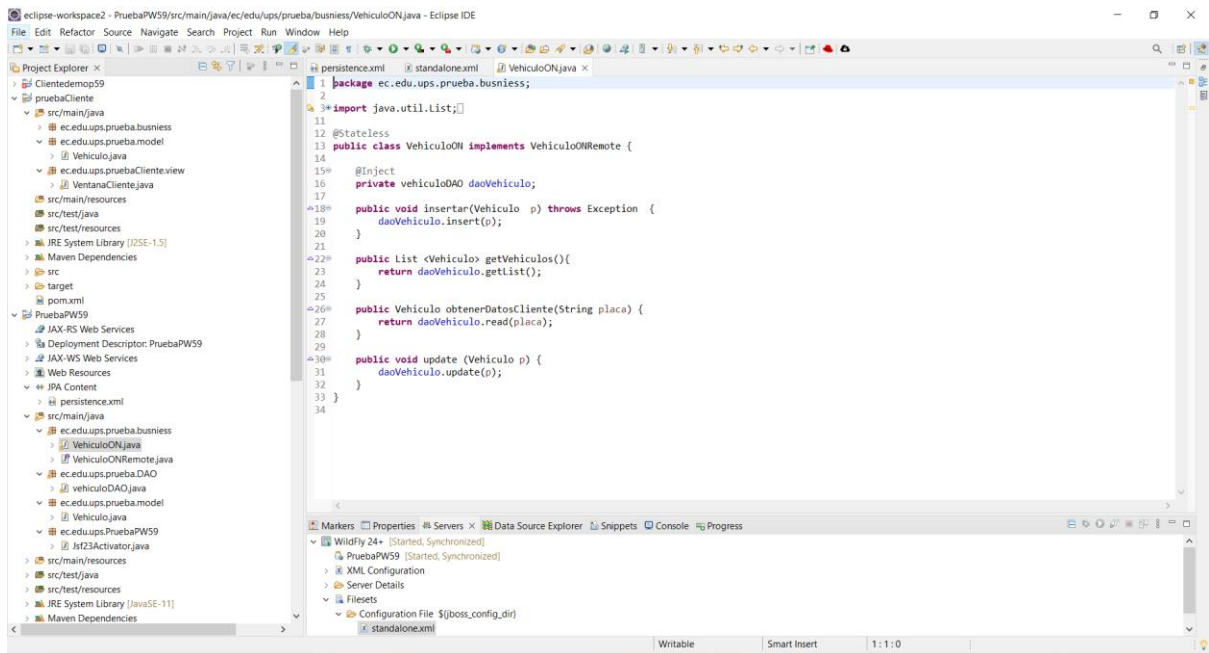 eclipse-workspace2 - PruebaPW59/src/main/java/ec/edu/ups/prueba/busniess/VehiculoON.java - Eclipse IDE
File Edit Refactor Source Navigate Search Project Run Window Help
Project Explorer
Clientedemop59
pruebaCliente
src/main/java
ec.edu.ups.prueba.busniess
ec.edu.ups.prueba.model
Vehiculo.java
ec.edu.ups.pruebaCliente.view
VentanaCliente.java
src/main/resources
src/test/java
src/test/resources
JRE System Library [J2SE-1.5]
Maven Dependencies
src
target
pom.xml
PruebaPW59
JAX-RS Web Services
Deployment Descriptor: PruebaPW59
JAX-WS Web Services
Web Resources
JPA Content
persistence.xml
src/main/java
ec.edu.ups.prueba.busniess
VehiculoON.java
VehiculoONRemote.java
ec.edu.ups.prueba.DAO
vehiculoDAO.java
ec.edu.ups.prueba.model
Vehiculo.java
ec.edu.ups.PruebaPW59
Jsf23Activator.java
src/main/resources
src/test/java
src/test/resources
JRE System Library [JavaSE-11]
Maven Dependencies
persistence.xml standalone.xml VehiculoON.java
1 package ec.edu.ups.prueba.busniess;
2
3 import java.util.List;
11
12 @Stateless
13 public class VehiculoON implements VehiculoONRemote {
14
15 @Inject
16 private vehiculoDAO daoVehiculo;
17
18 public void insertar(Vehiculo p) throws Exception {
19 daoVehiculo.insert(p);
20 }
21
22 public List <Vehiculo> getVehiculos(){
23 return daoVehiculo.getList();
24 }
25
26 public Vehiculo obtenerDatosCliente(String placa) {
27 return daoVehiculo.read(placa);
28 }
29
30 public void update (Vehiculo p) {
31 daoVehiculo.update(p);
32 }
33 }
34
Markers Properties Servers Data Source Explorer Snippets Console Progress
WildFly 24+ [Started, Synchronized]
PruebaPW59 [Started, Synchronized]
XML Configuration
Server Details
Filesets
Configuration File ${jboss_config_dir}
standalone.xml
Writable Smart Insert 1 : 1 : 0